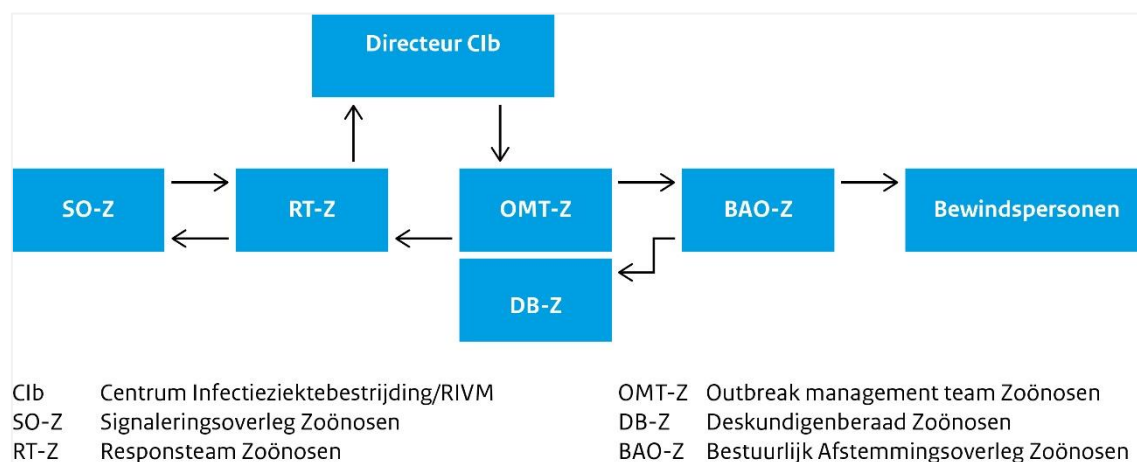 Directeur CIb
SO-Z
RT-Z
OMT-Z
BAO-Z
Bewindspersonen
DB-Z
CIb Centrum Infectieziektebestrijding/RIVM
SO-Z Signaleringsoverleg Zoönosen
RT-Z Responsteam Zoönosen
OMT-Z Outbreak management team Zoönosen
DB-Z Deskundigenberaad Zoönosen
BAO-Z Bestuurlijk Afstemmingsoverleg Zoönosen